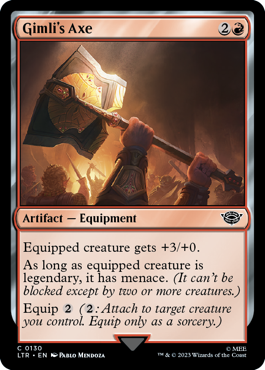 Gimli's Axe 2
Artifact — Equipment
Equipped creature gets +3/+0.
As long as equipped creature is
legendary, it has menace. (It can't be
blocked except by two or more creatures.)
Equip 2 (2: Attach to target creature
you control. Equip only as a sorcery.)
C 0130 © MEE
LTR • EN Pablo Mendoza ™ & © 2023 Wizards of the Coast